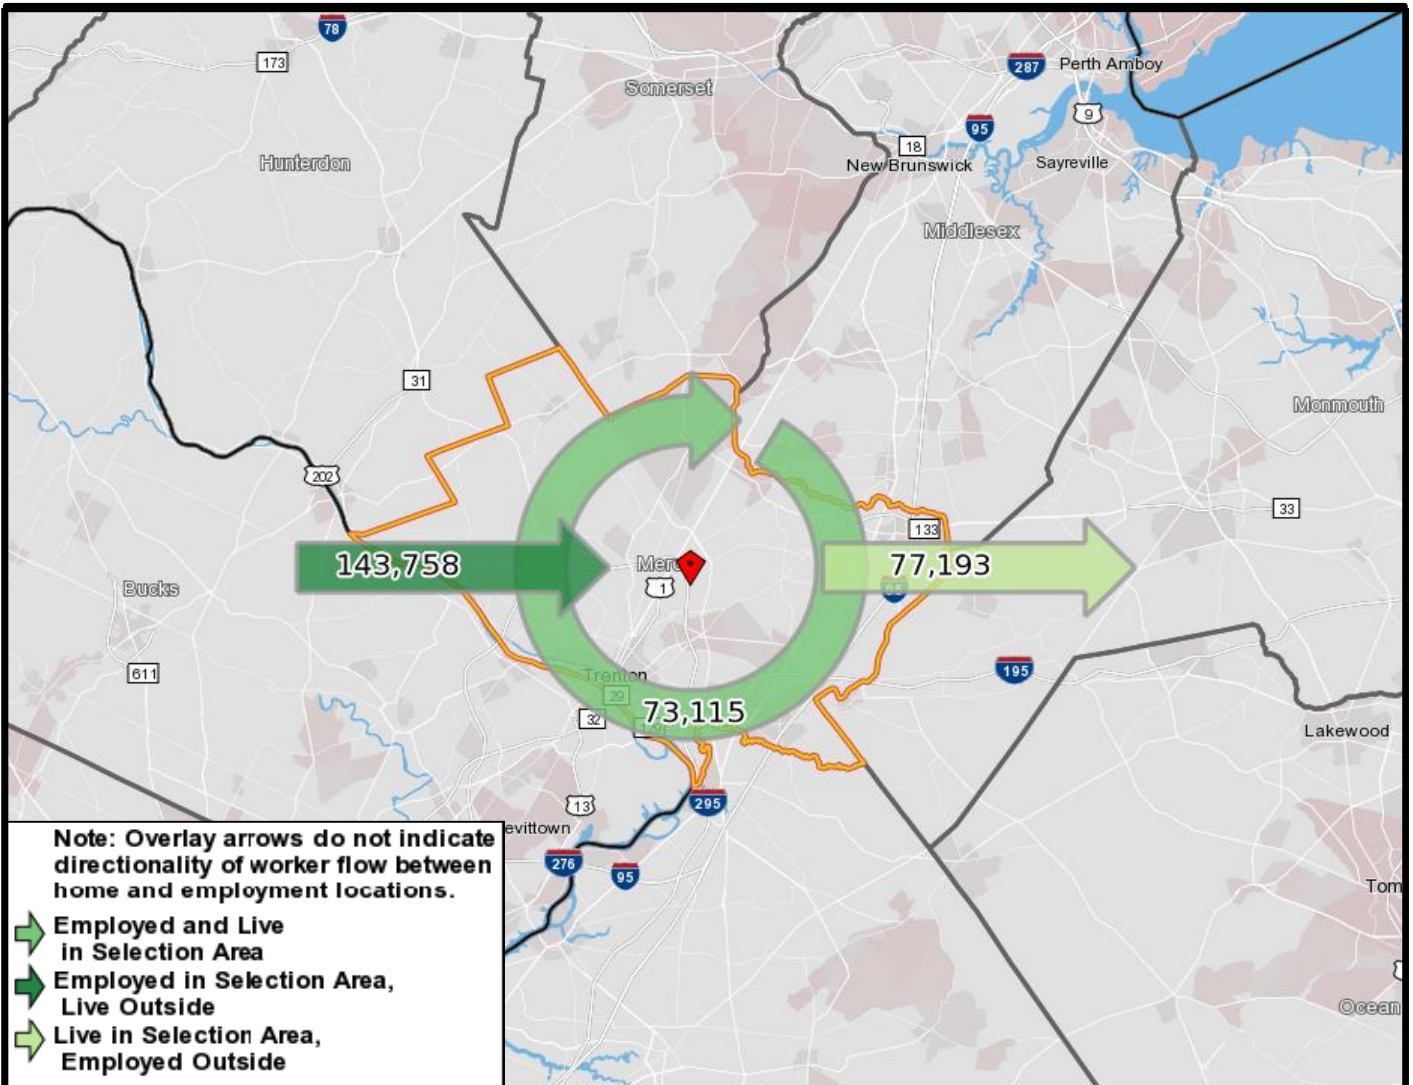 78
173
287
Perth Amboy
Somerset
9
95
18
New Brunswick
Sayreville
Hunterdon
Middlesex
31
Monmouth
202
33
133
143,758
77,193
Bucks
1
611
195
Trenton
29
73,115
32
Lakewood
13
295
evittown
276
95
Tom
Ocean
Note: Overlay arrows do not indicate
directionality of worker flow between
home and employment locations.
Employed and Live
in Selection Area
Employed in Selection Area,
Live Outside
Live in Selection Area,
Employed Outside